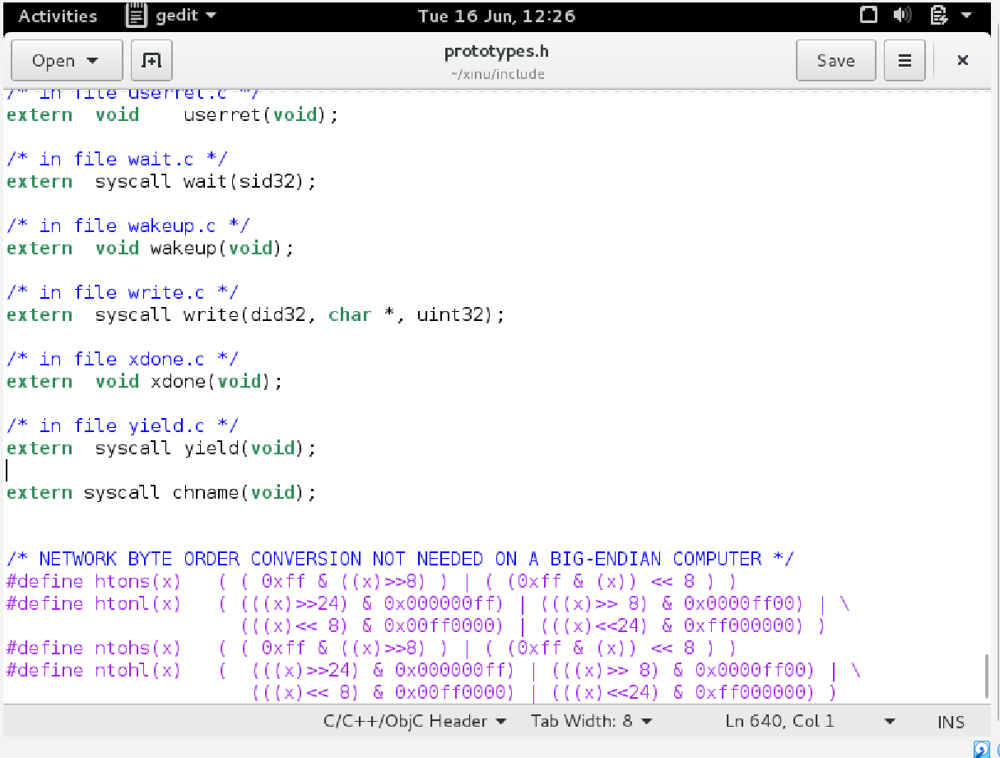 Activities gedit Tue 16 Jun, 12:26
Open prototypes.h Save
~/xinu/include
/* in file userret.c */
extern  void    userret(void);
/* in file wait.c */
extern  syscall wait(sid32);
/* in file wakeup.c */
extern  void wakeup(void);
/* in file write.c */
extern  syscall write(did32, char *, uint32);
/* in file xdone.c */
extern  void xdone(void);
/* in file yield.c */
extern  syscall yield(void);
extern syscall chname(void);
/* NETWORK BYTE ORDER CONVERSION NOT NEEDED ON A BIG-ENDIAN COMPUTER */
#define htons(x)   ( ( 0xff & ((x)>>8) ) | ( (0xff & (x)) << 8 ) )
#define htonl(x)   ( (((x)>>24) & 0x000000ff) | (((x)>> 8) & 0x0000ff00) | \
                     (((x)<< 8) & 0x00ff0000) | (((x)<<24) & 0xff000000) )
#define ntohs(x)   ( ( 0xff & ((x)>>8) ) | ( (0xff & (x)) << 8 ) )
#define ntohl(x)   (  (((x)>>24) & 0x000000ff) | (((x)>> 8) & 0x0000ff00) | \
                      (((x)<< 8) & 0x00ff0000) | (((x)<<24) & 0xff000000) )
C/C++/ObjC Header Tab Width: 8 Ln 640, Col 1 INS